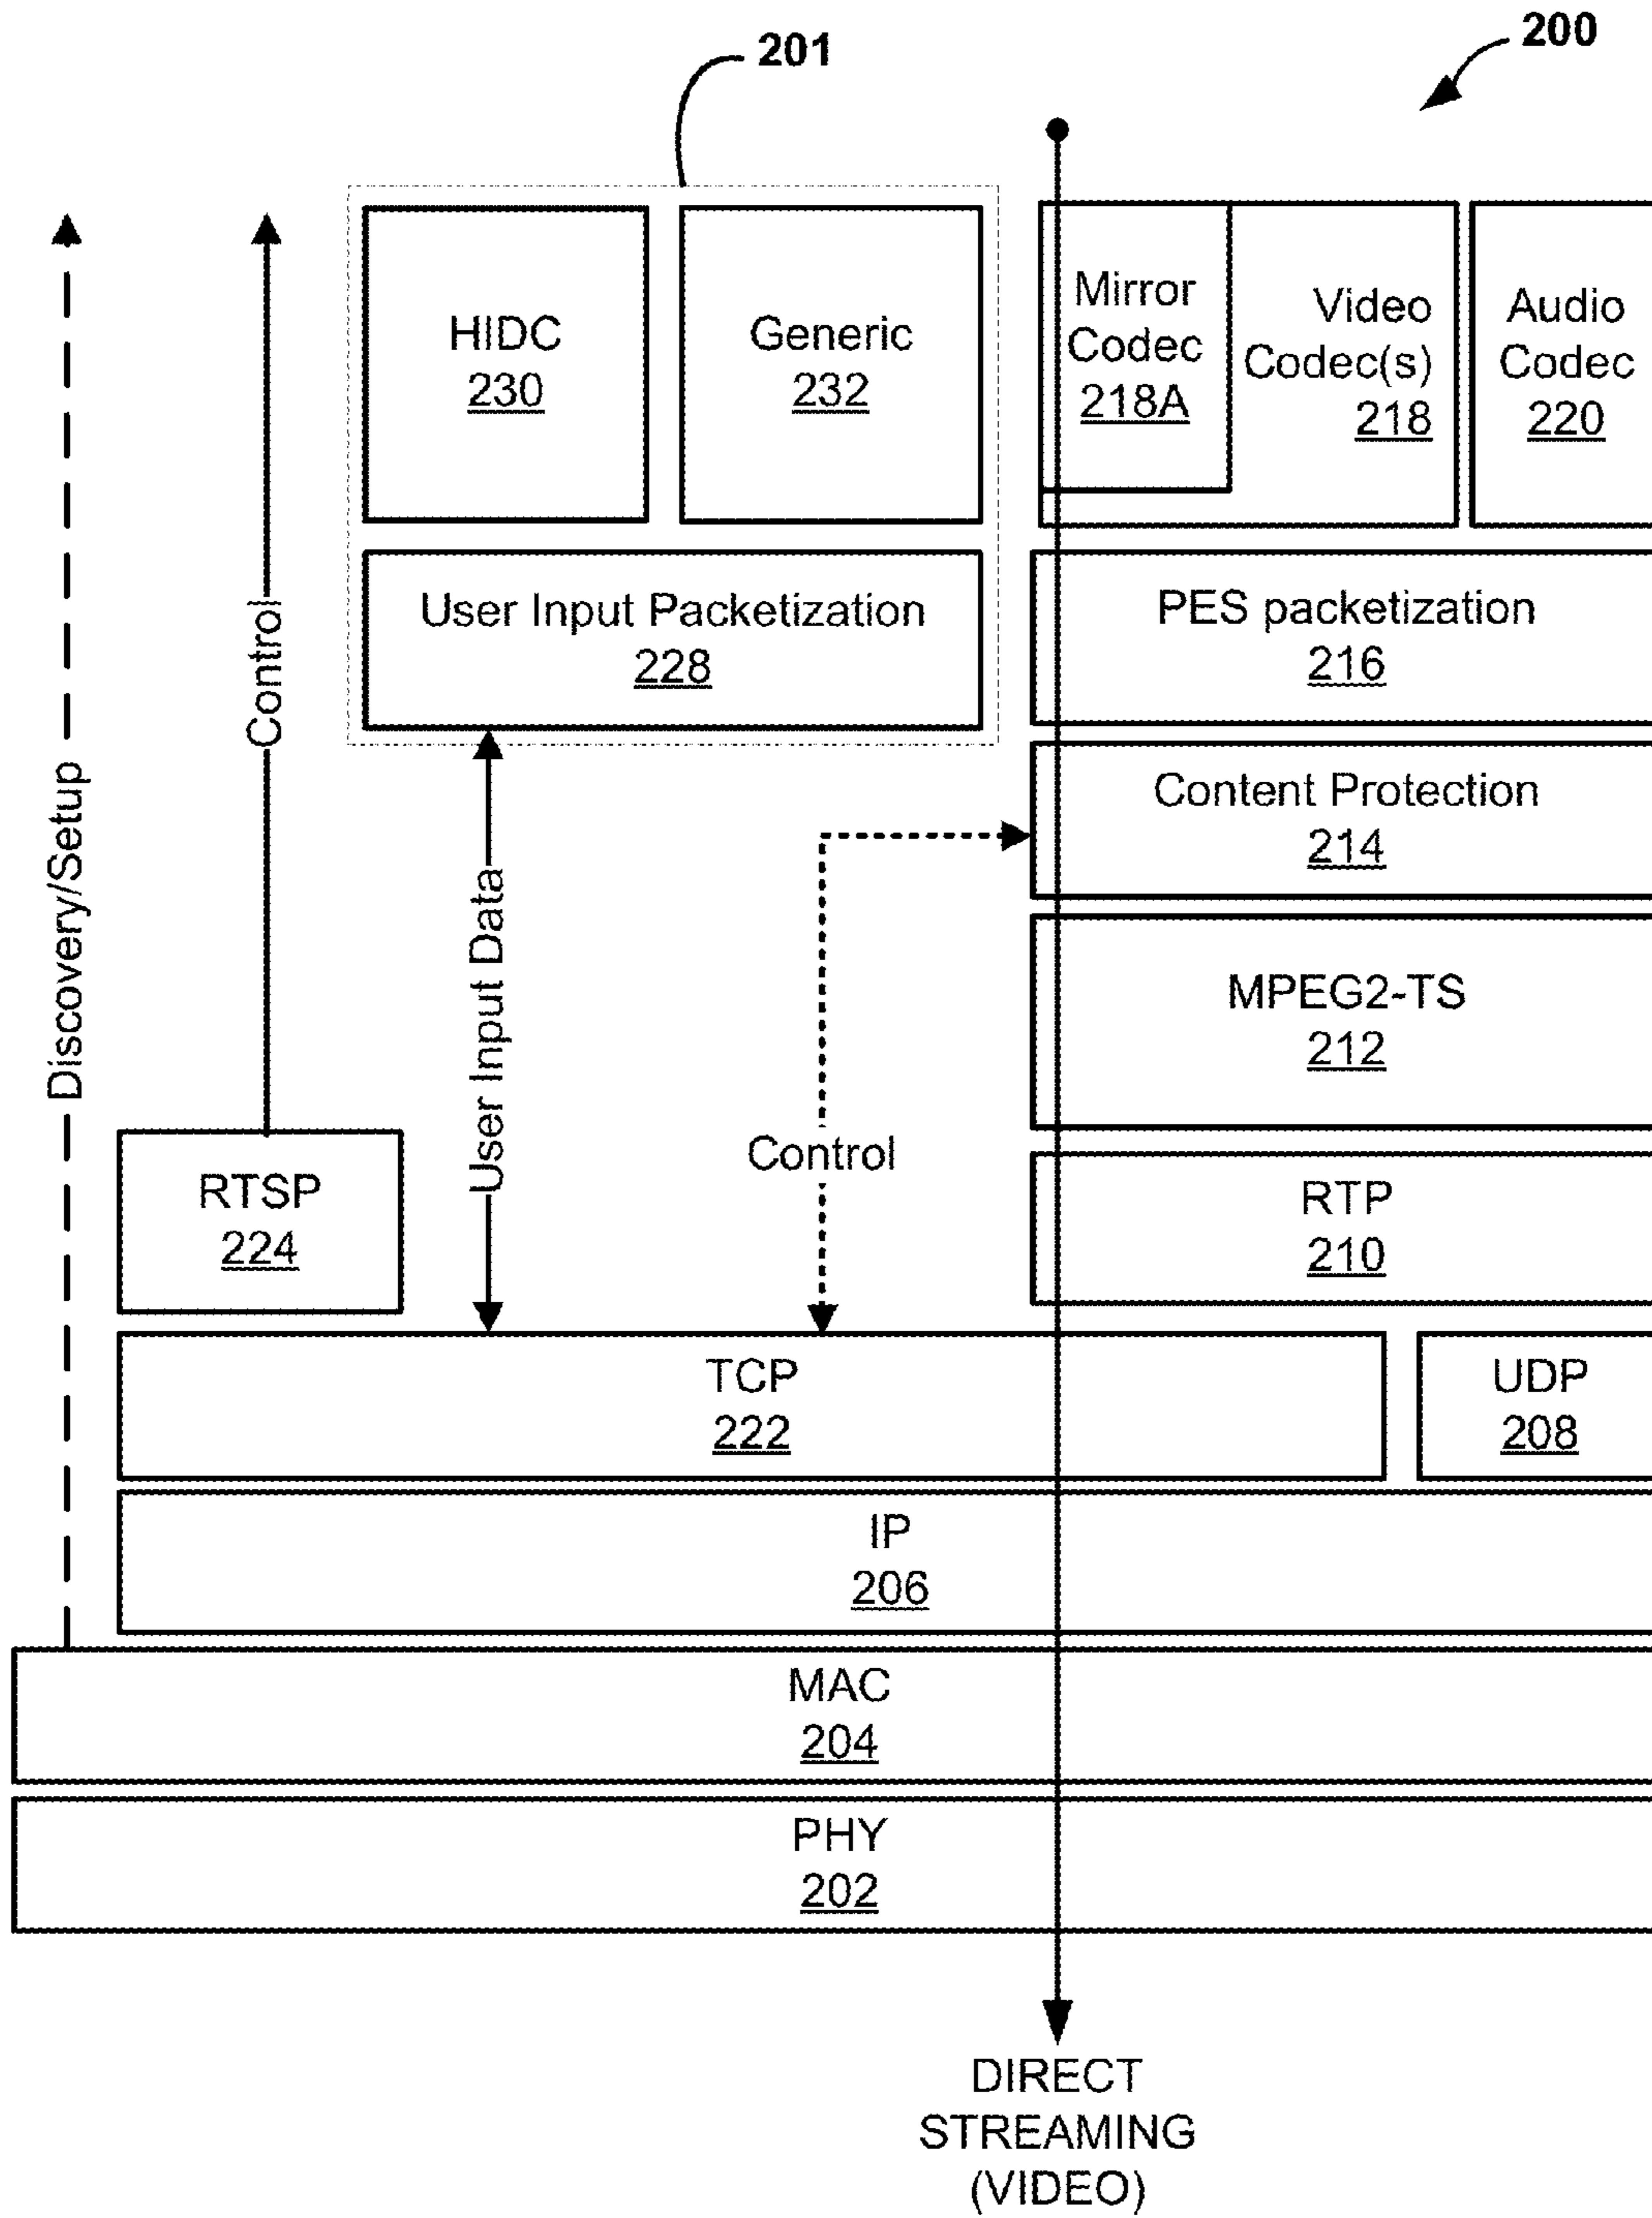 201
200
HIDC
230
Generic
232
Mirror
Codec
218A
Video
Codec(s)
218
Audio
Codec
220
User Input Packetization
228
PES packetization
216
Control
Discovery/Setup
User Input Data
Content Protection
214
MPEG2-TS
212
Control
RTSP
224
RTP
210
TCP
222
UDP
208
IP
206
MAC
204
PHY
202
DIRECT
STREAMING
(VIDEO)